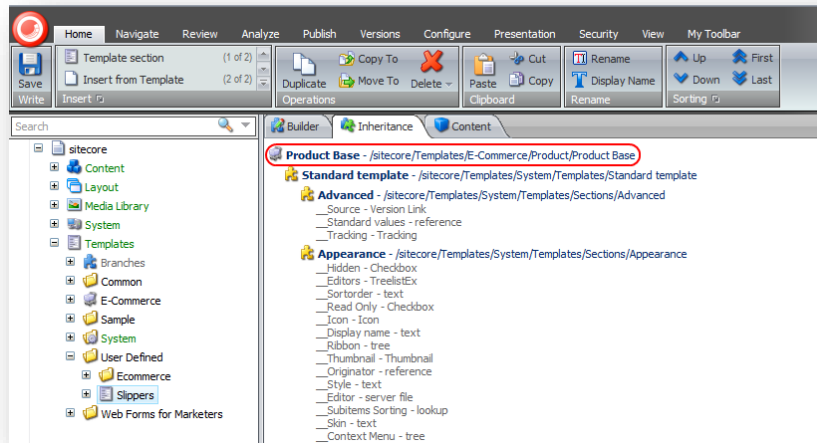 Home Navigate Review Analyze Publish Versions Configure Presentation Security View My Toolbar
Save
Write
Template section (1 of 2)
Insert from Template (2 of 2)
Insert
Duplicate
Copy To
Move To
Delete
Operations
Paste
Cut
Copy
Clipboard
Rename
Display Name
Rename
Up First
Down Last
Sorting
Search
Builder Inheritance Content
sitecore
Content
Layout
Media Library
System
Templates
Branches
Common
E-Commerce
Sample
System
User Defined
Ecommerce
Slippers
Web Forms for Marketers
Product Base - /sitecore/Templates/E-Commerce/Product/Product Base
Standard template - /sitecore/Templates/System/Templates/Standard template
Advanced - /sitecore/Templates/System/Templates/Sections/Advanced
__Source - Version Link
__Standard values - reference
__Tracking - Tracking
Appearance - /sitecore/Templates/System/Templates/Sections/Appearance
__Hidden - Checkbox
__Editors - TreelistEx
__Sortorder - text
__Read Only - Checkbox
__Icon - Icon
__Display name - text
__Ribbon - tree
__Thumbnail - Thumbnail
__Originator - reference
__Style - text
__Editor - server file
__Subitems Sorting - lookup
__Skin - text
__Context Menu - tree